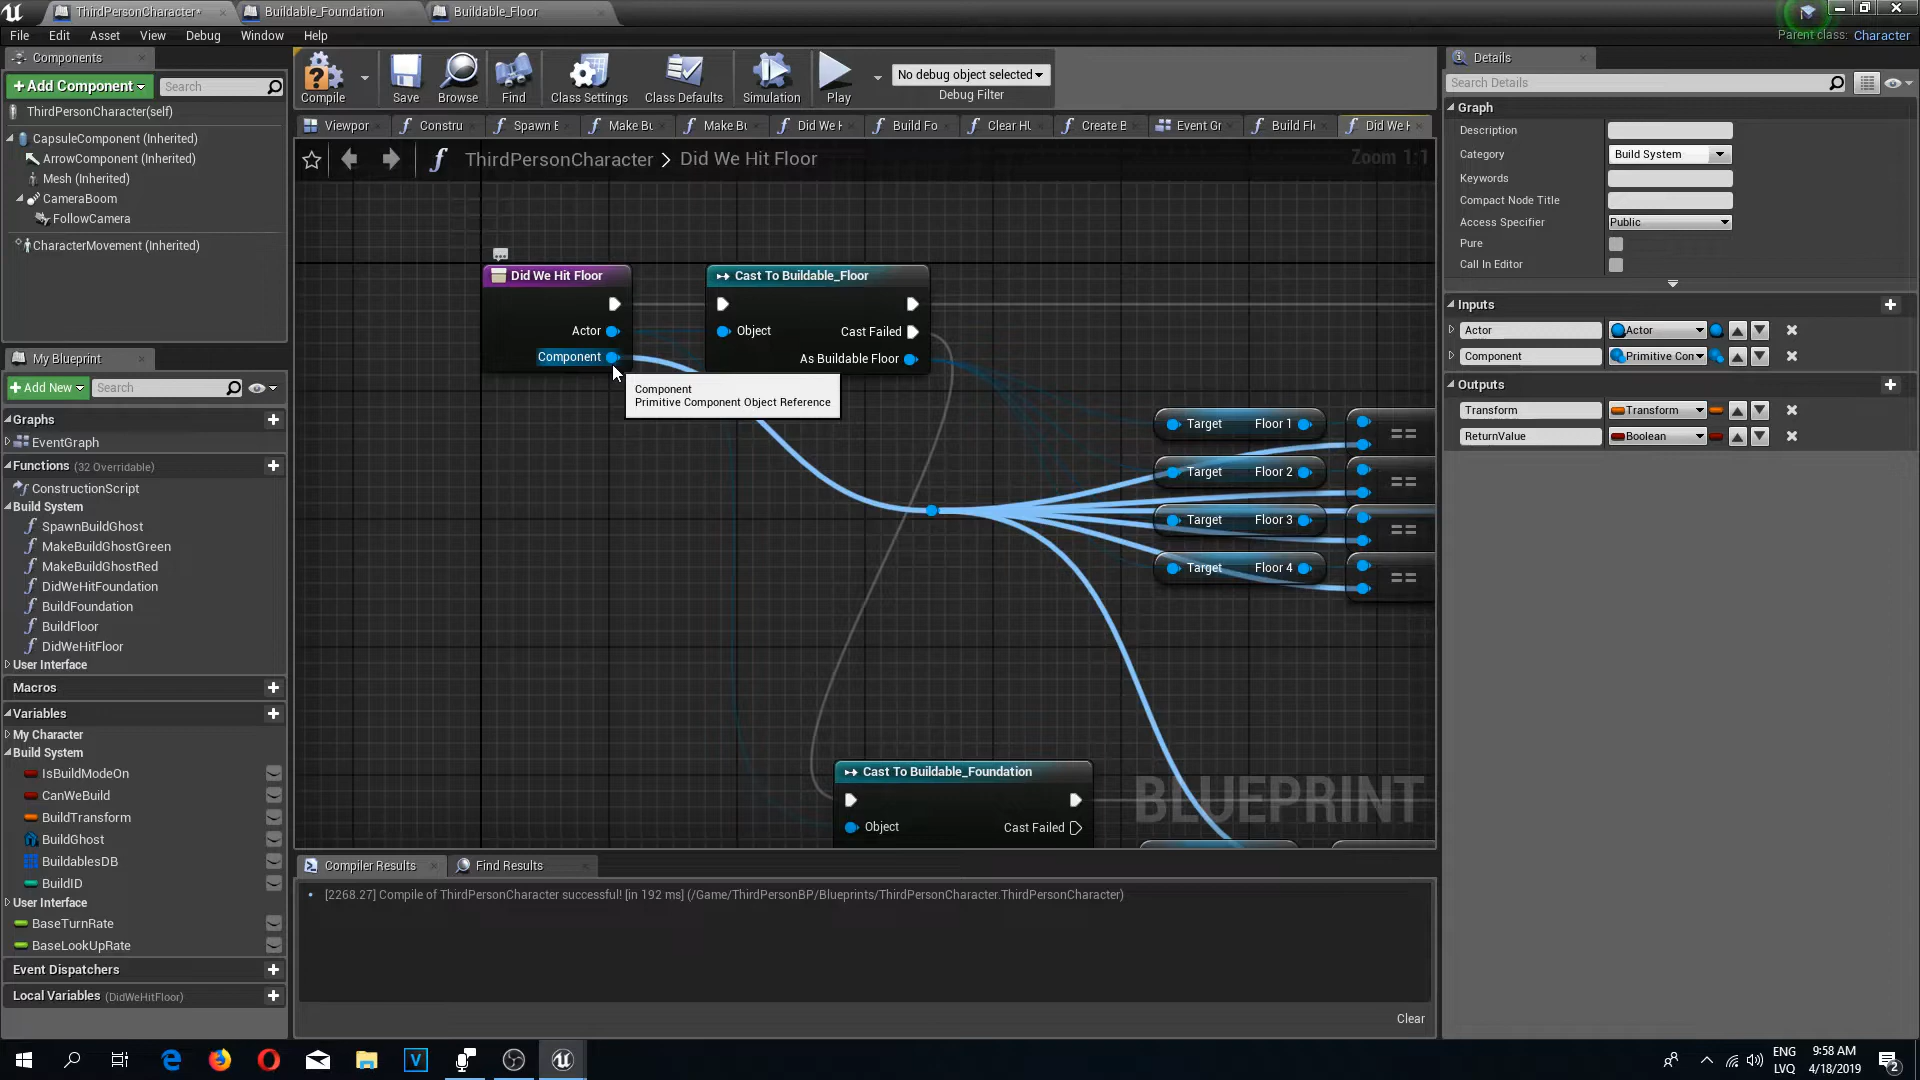 ThirdPersonCharacter*
Buildable_Foundation
Buildable_Floor
File Edit Asset View Debug Window Help
Parent class: Character
Components
+Add Component
Search
ThirdPersonCharacter(self)
CapsuleComponent (Inherited)
ArrowComponent (Inherited)
Mesh (Inherited)
CameraBoom
FollowCamera
CharacterMovement (Inherited)
My Blueprint
+Add New
Search
Graphs
EventGraph
Functions (32 Overridable)
ConstructionScript
Build System
SpawnBuildGhost
MakeBuildGhostGreen
MakeBuildGhostRed
DidWeHitFoundation
BuildFoundation
BuildFloor
DidWeHitFloor
User Interface
Macros
Variables
My Character
Build System
IsBuildModeOn
CanWeBuild
BuildTransform
BuildGhost
BuildablesDB
BuildID
User Interface
BaseTurnRate
BaseLookUpRate
Event Dispatchers
Local Variables (DidWeHitFloor)
Compile
Save
Browse
Find
Class Settings
Class Defaults
Simulation
Play
No debug object selected
Debug Filter
Viewpor
Constru
Spawn
Make Bu
Make Bu
Did We
Build Fo
Clear HU
Create B
Event Gr
Build Flo
Did We
ThirdPersonCharacter > Did We Hit Floor
Zoom 1:1
Did We Hit Floor
Actor
Component
Cast To Buildable_Floor
Object
Cast Failed
As Buildable Floor
Component
Primitive Component Object Reference
Target Floor 1
==
Target Floor 2
==
Target Floor 3
==
Target Floor 4
==
Cast To Buildable_Foundation
Object
Cast Failed
BLUEPRINT
Compiler Results
Find Results
[2268.27] Compile of ThirdPersonCharacter successful! [in 192 ms] (/Game/ThirdPersonBP/Blueprints/ThirdPersonCharacter.ThirdPersonCharacter)
Clear
Details
Search Details
Graph
Description
Category Build System
Keywords
Compact Node Title
Access Specifier Public
Pure
Call In Editor
Inputs
Actor Actor
Component Primitive Com
Outputs
Transform Transform
ReturnValue Boolean
ENG
LVQ
9:58 AM
4/18/2019
2